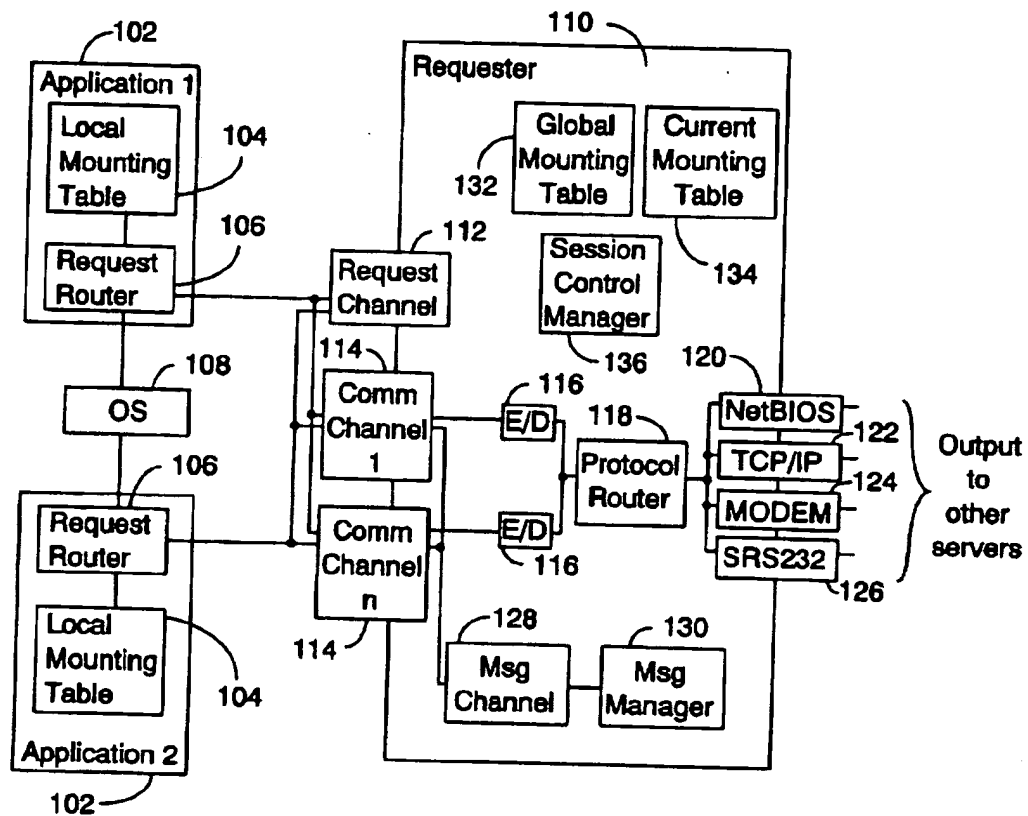 102
110
Application 1
Requester
Local
Mounting
Table
104
Global
Mounting
Table
132
Current
Mounting
Table
134
106
Request
Router
112
Request
Channel
Session
Control
Manager
136
108
OS
114
Comm
Channel
1
116
E/D
118
Protocol
Router
120
NetBIOS
122
TCP/IP
124
MODEM
SRS232
126
Output
to
other
servers
106
Request
Router
Comm
Channel
n
114
E/D
116
Local
Mounting
Table
104
Application 2
102
128
Msg
Channel
130
Msg
Manager